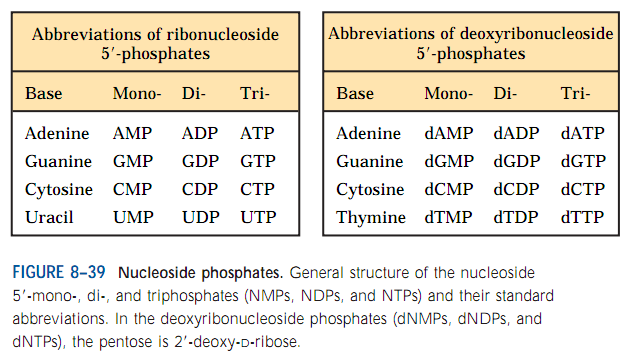 Abbreviations of ribonucleoside
5′-phosphates
Base Mono- Di- Tri-
Adenine AMP ADP ATP
Guanine GMP GDP GTP
Cytosine CMP CDP CTP
Uracil UMP UDP UTP
Abbreviations of deoxyribonucleoside
5′-phosphates
Base Mono- Di- Tri-
Adenine dAMP dADP dATP
Guanine dGMP dGDP dGTP
Cytosine dCMP dCDP dCTP
Thymine dTMP dTDP dTTP
FIGURE 8–39 Nucleoside phosphates. General structure of the nucleoside
5′-mono-, di-, and triphosphates (NMPs, NDPs, and NTPs) and their standard
abbreviations. In the deoxyribonucleoside phosphates (dNMPs, dNDPs, and
dNTPs), the pentose is 2′-deoxy-D-ribose.